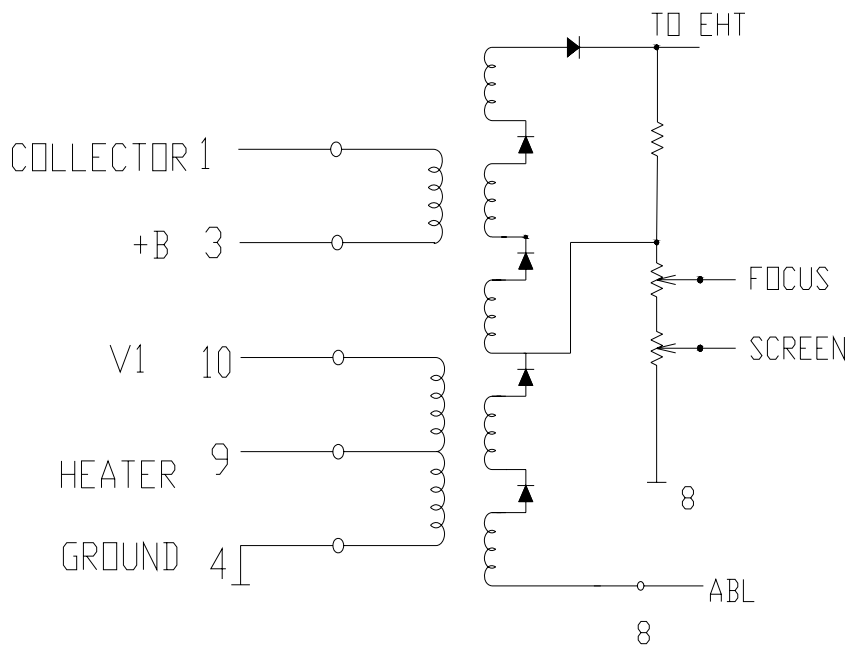 TO EHT
COLLECTOR 1
+B 3
FOCUS
V1 10
SCREEN
HEATER 9
8
GROUND 4
ABL
8